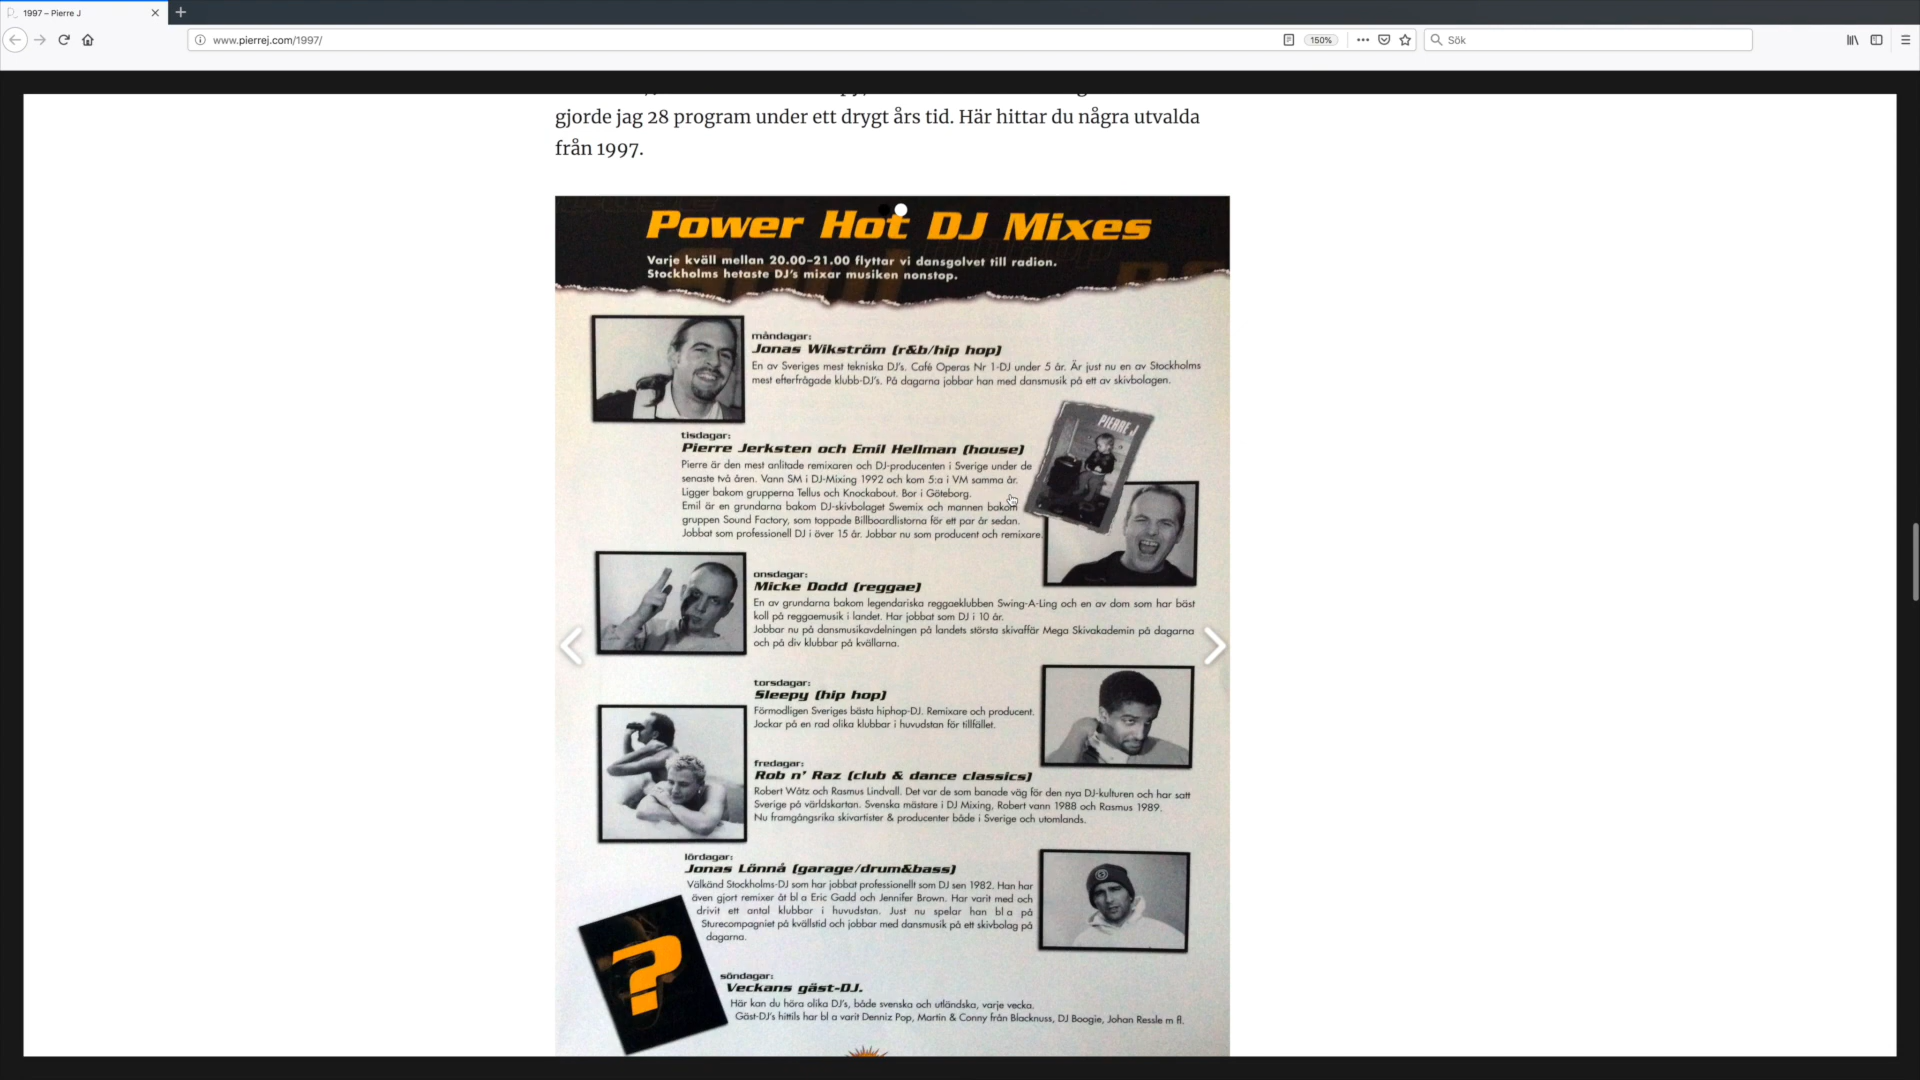 1997 – Pierre J
www.pierrej.com/1997/
150%
Sök
gjorde jag 28 program under ett drygt års tid. Här hittar du några utvalda
från 1997.
Power Hot DJ Mixes
Varje kväll mellan 20.00–21.00 flyttar vi dansgolvet till radion.
Stockholms hetaste DJ's mixar musiken nonstop.
måndagar:
Jonas Wikström (r&b/hip hop)
En av Sveriges mest tekniska DJ's. Café Operas Nr 1-DJ under 5 år. Är just nu en av Stockholms
mest efterfrågade klubb-DJ's. På dagarna jobbar han med dansmusik på ett av skivbolagen.
PIERRE J
tisdagar:
Pierre Jerksten och Emil Hellman (house)
Pierre är den mest anlitade remixaren och DJ-producenten i Sverige under de
senaste två åren. Vann SM i DJ-Mixing 1992 och kom 5:a i VM samma år.
Ligger bakom grupperna Tellus och Knockabout. Bor i Göteborg.
Emil är en grundarna bakom DJ-skivbolaget Swemix och mannen bakom
gruppen Sound Factory, som toppade Billboardlistorna för ett par år sedan.
Jobbat som professionell DJ i över 15 år. Jobbar nu som producent och remixare.
onsdagar:
Micke Dodd (reggae)
En av grundarna bakom legendariska reggaeklubben Swing-A-Ling och en av dom som har bäst
koll på reggaemusik i landet. Har jobbat som DJ i 10 år.
Jobbar nu på dansmusikavdelningen på landets största skivaffär Mega Skivakademin på dagarna
och på div klubbar på kvällarna.
torsdagar:
Sleepy (hip hop)
Förmodligen Sveriges bästa hiphop-DJ. Remixare och producent.
Jockar på en rad olika klubbar i huvudstan för tillfället.
fredagar:
Rob n' Raz (club & dance classics)
Robert Wåtz och Rasmus Lindvall. Det var de som banade väg för den nya DJ-kulturen och har satt
Sverige på världskartan. Svenska mästare i DJ Mixing, Robert vann 1988 och Rasmus 1989.
Nu framgångsrika skivartister & producenter både i Sverige och utomlands.
lördagar:
Jonas Lönnå (garage/drum&bass)
Välkänd Stockholms-DJ som har jobbat professionellt som DJ sen 1982. Han har
även gjort remixer åt bl a Eric Gadd och Jennifer Brown. Har varit med och
drivit ett antal klubbar i huvudstan. Just nu spelar han bl a på
Sturecompagniet på kvällstid och jobbar med dansmusik på ett skivbolag på
dagarna.
?
söndagar:
Veckans gäst-DJ.
Här kan du höra olika DJ's, både svenska och utländska, varje vecka.
Gäst-DJ's hittils har bl a varit Denniz Pop, Martin & Conny från Blacknuss, DJ Boogie, Johan Ressle m fl.